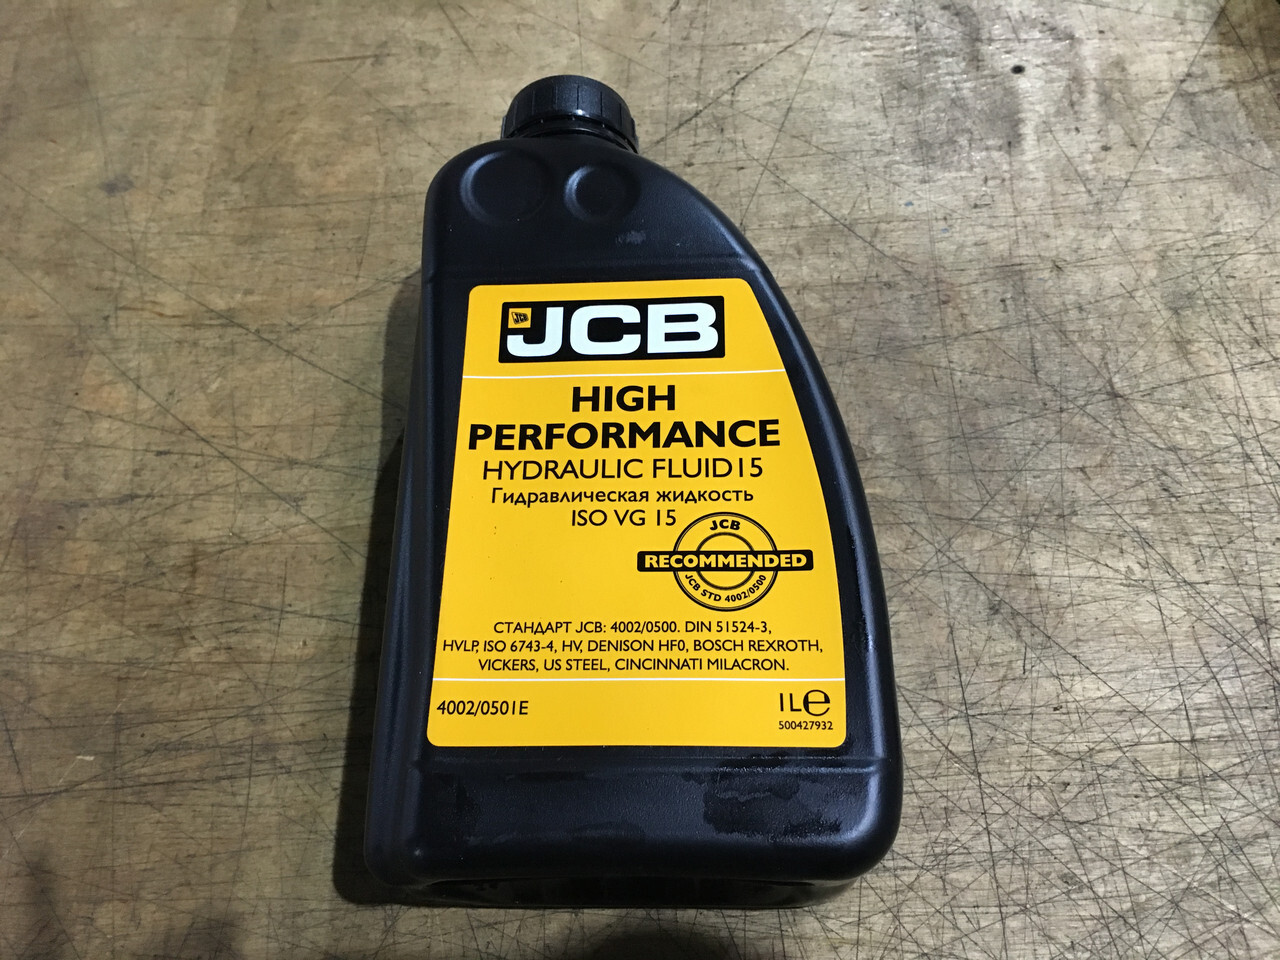 JCB
JCB
HIGH
PERFORMANCE
HYDRAULIC FLUID15
Гидравлическая жидкость
ISO VG 15
JCB
RECOMMENDED
JCB STD 4002/0500
СТАНДАРТ JCB: 4002/0500. DIN 51524-3,
HVLP, ISO 6743-4, HV, DENISON HF0, BOSCH REXROTH,
VICKERS, US STEEL, CINCINNATI MILACRON.
4002/0501E
1L℮
500427932